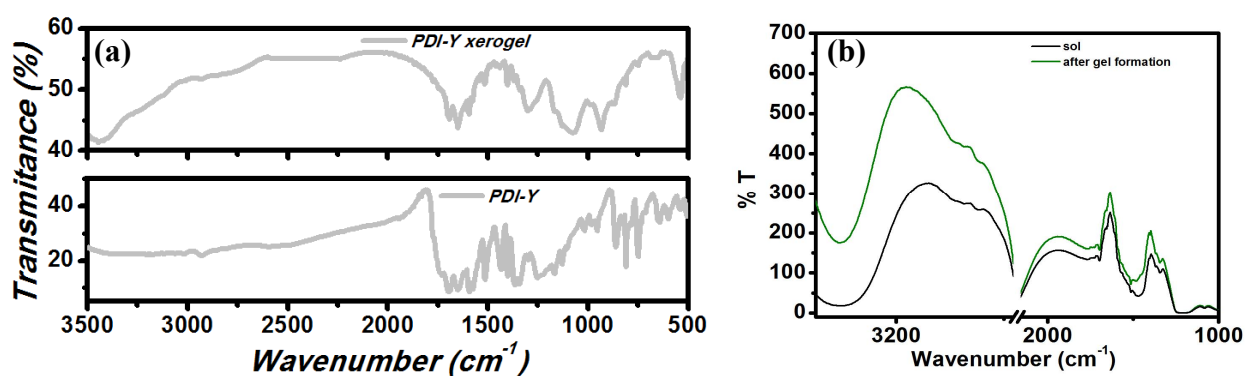 (a)
PDI-Y xerogel
60
50
40
PDI-Y
40
20
Transmitance (%)
3500 3000 2500 2000 1500 1000 500
Wavenumber (cm-1)
(b)
sol
after gel formation
700
600
500
400
300
200
100
0
% T
3200 2000 1000
Wavenumber (cm-1)